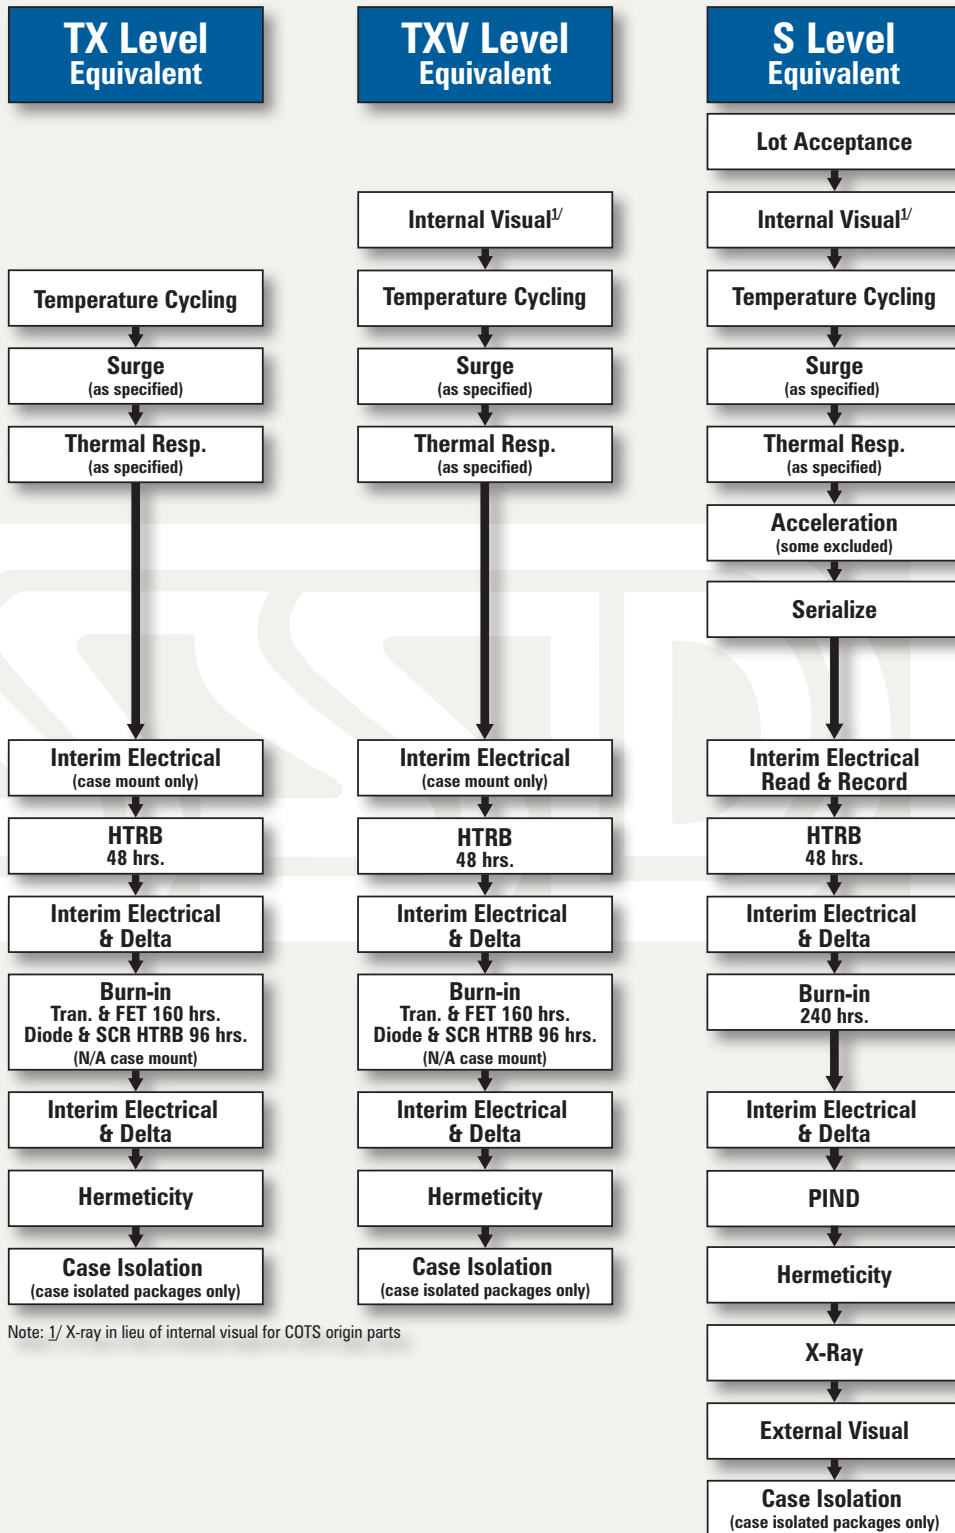 TX Level
Equivalent
Temperature Cycling
Surge
(as specified)
Thermal Resp.
(as specified)
Interim Electrical
(case mount only)
HTRB
48 hrs.
Interim Electrical
& Delta
Burn-in
Tran. & FET 160 hrs.
Diode & SCR HTRB 96 hrs.
(N/A case mount)
Interim Electrical
& Delta
Hermeticity
Case Isolation
(case isolated packages only)
TXV Level
Equivalent
Internal Visual1/
Temperature Cycling
Surge
(as specified)
Thermal Resp.
(as specified)
Interim Electrical
(case mount only)
HTRB
48 hrs.
Interim Electrical
& Delta
Burn-in
Tran. & FET 160 hrs.
Diode & SCR HTRB 96 hrs.
(N/A case mount)
Interim Electrical
& Delta
Hermeticity
Case Isolation
(case isolated packages only)
S Level
Equivalent
Lot Acceptance
Internal Visual1/
Temperature Cycling
Surge
(as specified)
Thermal Resp.
(as specified)
Acceleration
(some excluded)
Serialize
Interim Electrical
Read & Record
HTRB
48 hrs.
Interim Electrical
& Delta
Burn-in
240 hrs.
Interim Electrical
& Delta
PIND
Hermeticity
X-Ray
External Visual
Case Isolation
(case isolated packages only)
Note: 1/ X-ray in lieu of internal visual for COTS origin parts
SSDI